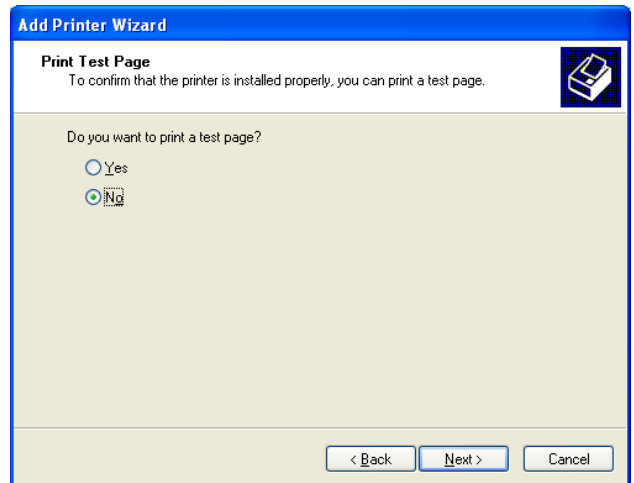 Add Printer Wizard
Print Test Page
To confirm that the printer is installed properly, you can print a test page.
Do you want to print a test page?
Yes
No
< Back Next > Cancel